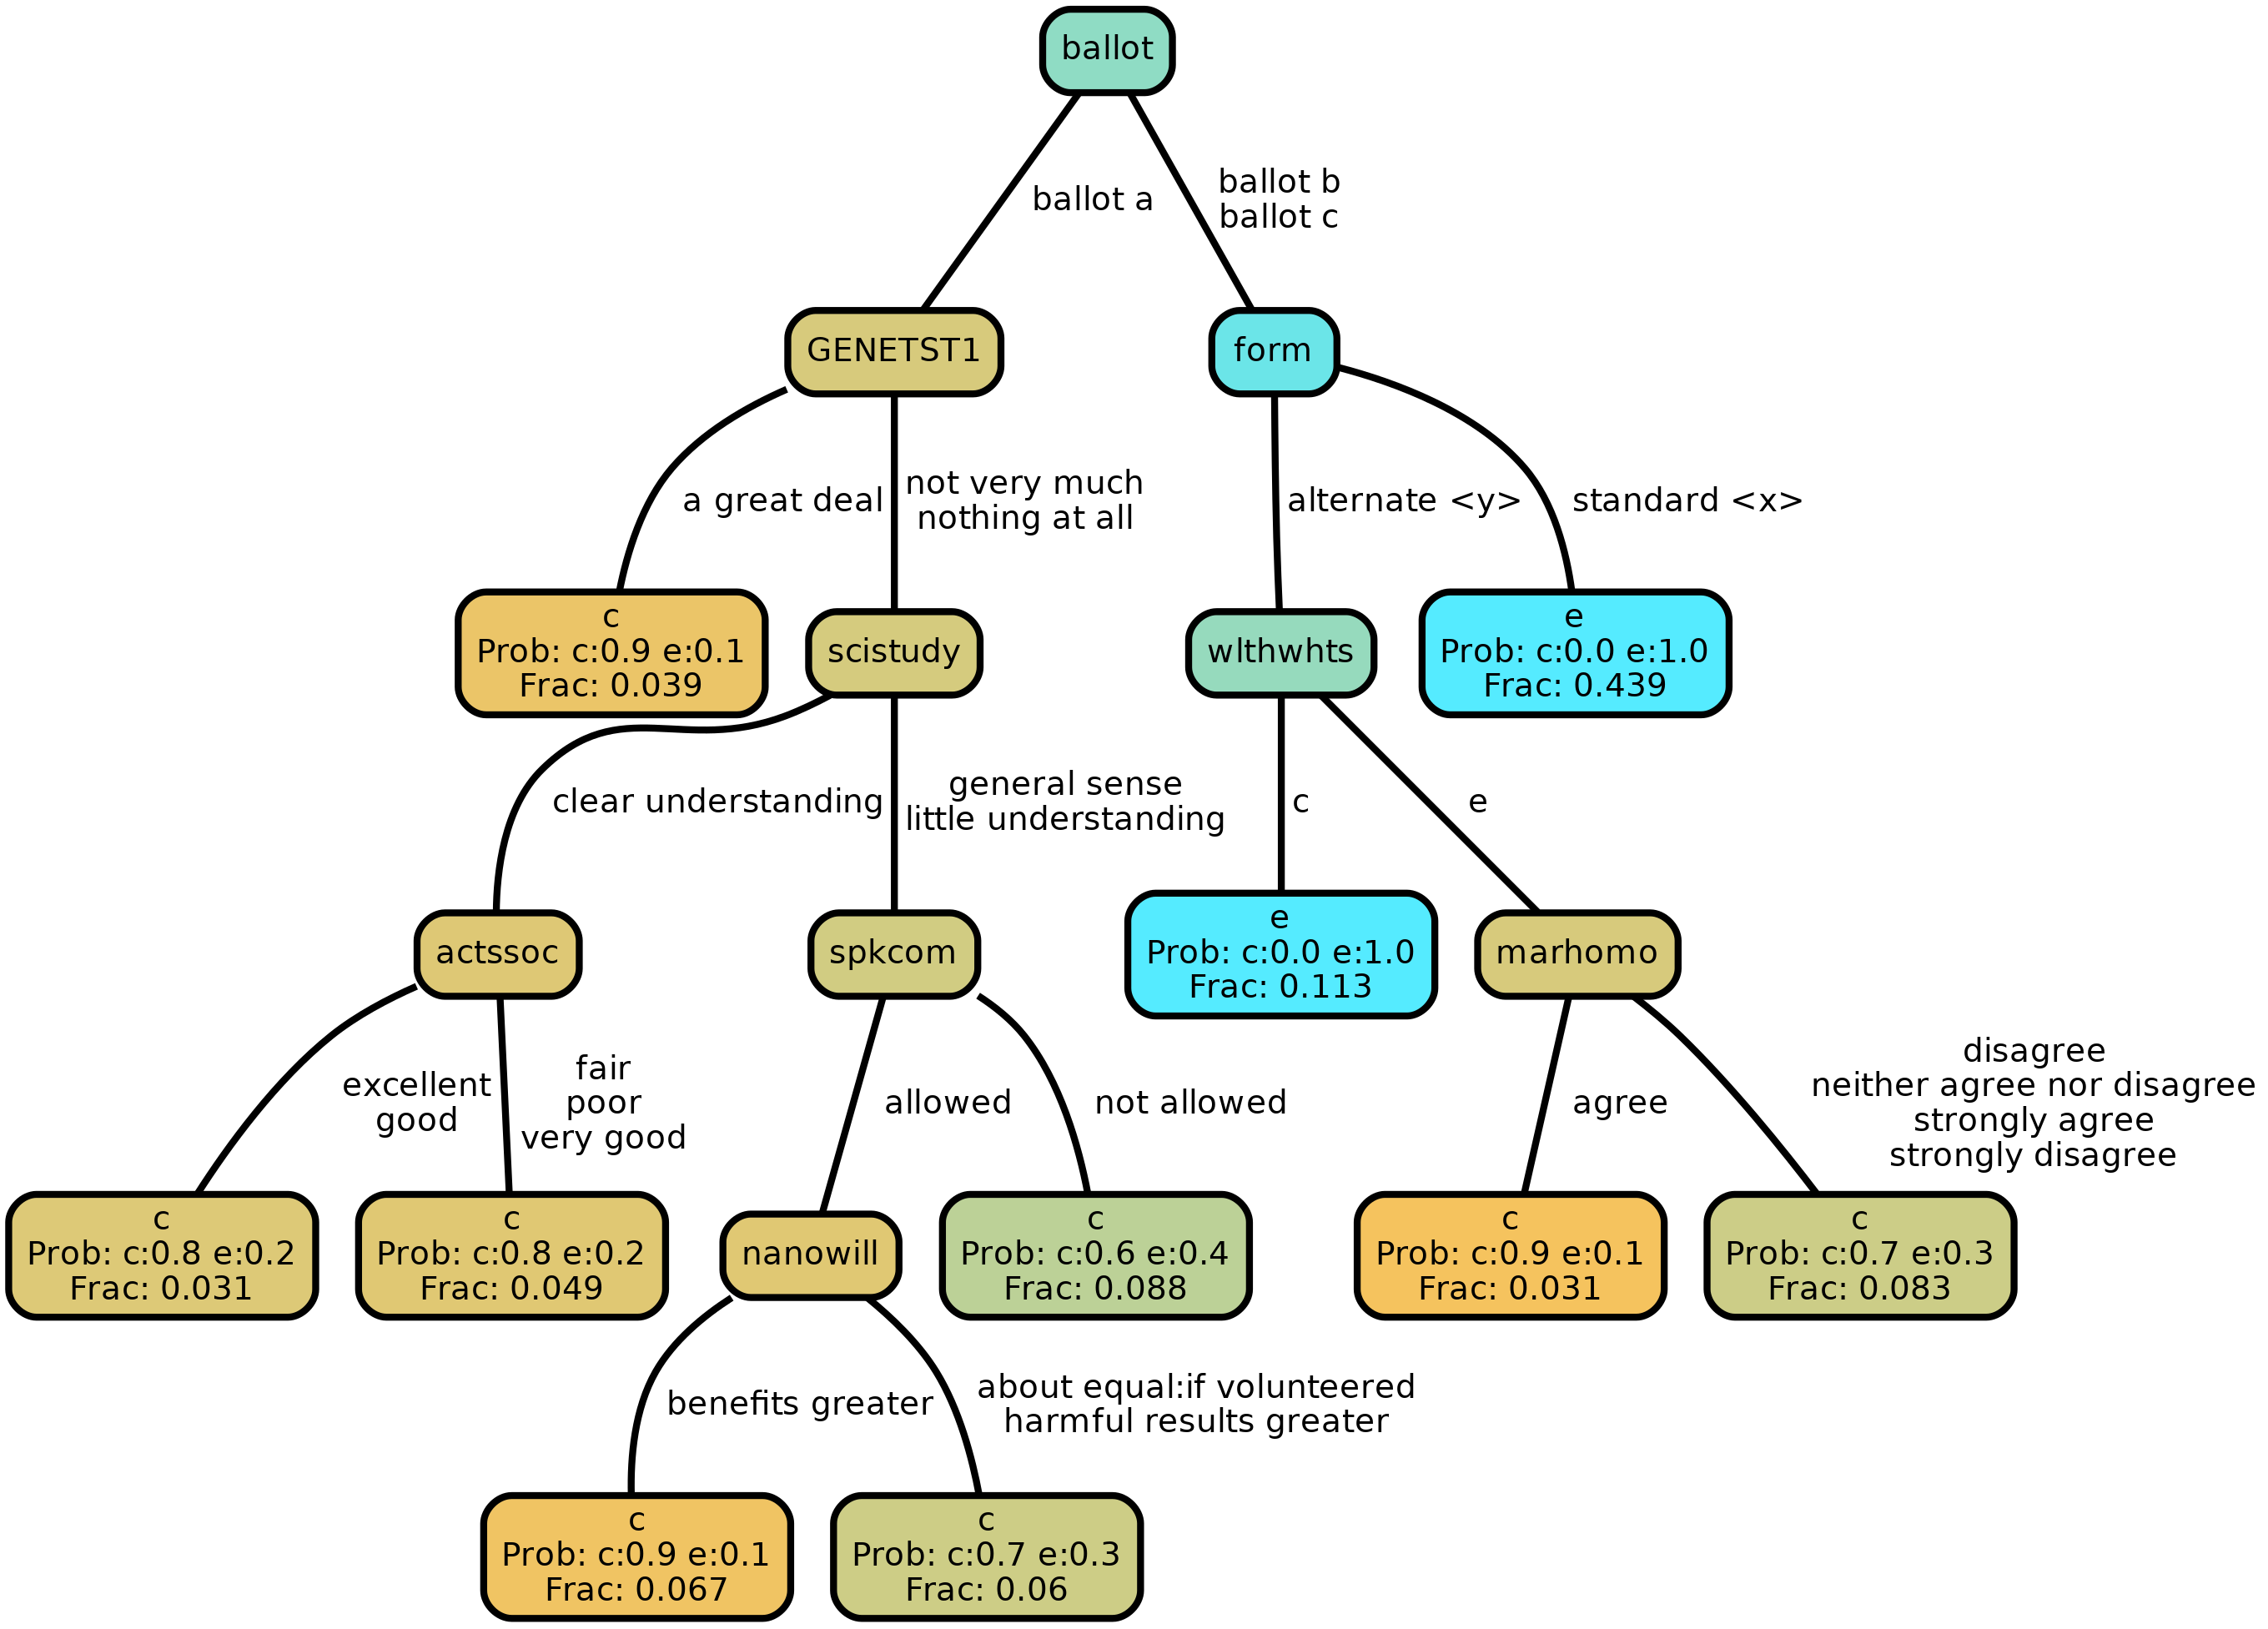 ballot
ballot a
ballot b
ballot c
GENETST1
form
a great deal
not very much
nothing at all
alternate <y>
standard <x>
c
Prob: c:0.9 e:0.1
Frac: 0.039
scistudy
wlthwhts
e
Prob: c:0.0 e:1.0
Frac: 0.439
clear understanding
general sense
little understanding
c
e
actssoc
spkcom
e
Prob: c:0.0 e:1.0
Frac: 0.113
marhomo
excellent
good
fair
poor
very good
allowed
not allowed
agree
disagree
neither agree nor disagree
strongly agree
strongly disagree
c
Prob: c:0.8 e:0.2
Frac: 0.031
c
Prob: c:0.8 e:0.2
Frac: 0.049
nanowill
c
Prob: c:0.6 e:0.4
Frac: 0.088
c
Prob: c:0.9 e:0.1
Frac: 0.031
c
Prob: c:0.7 e:0.3
Frac: 0.083
benefits greater
about equal:if volunteered
harmful results greater
c
Prob: c:0.9 e:0.1
Frac: 0.067
c
Prob: c:0.7 e:0.3
Frac: 0.06